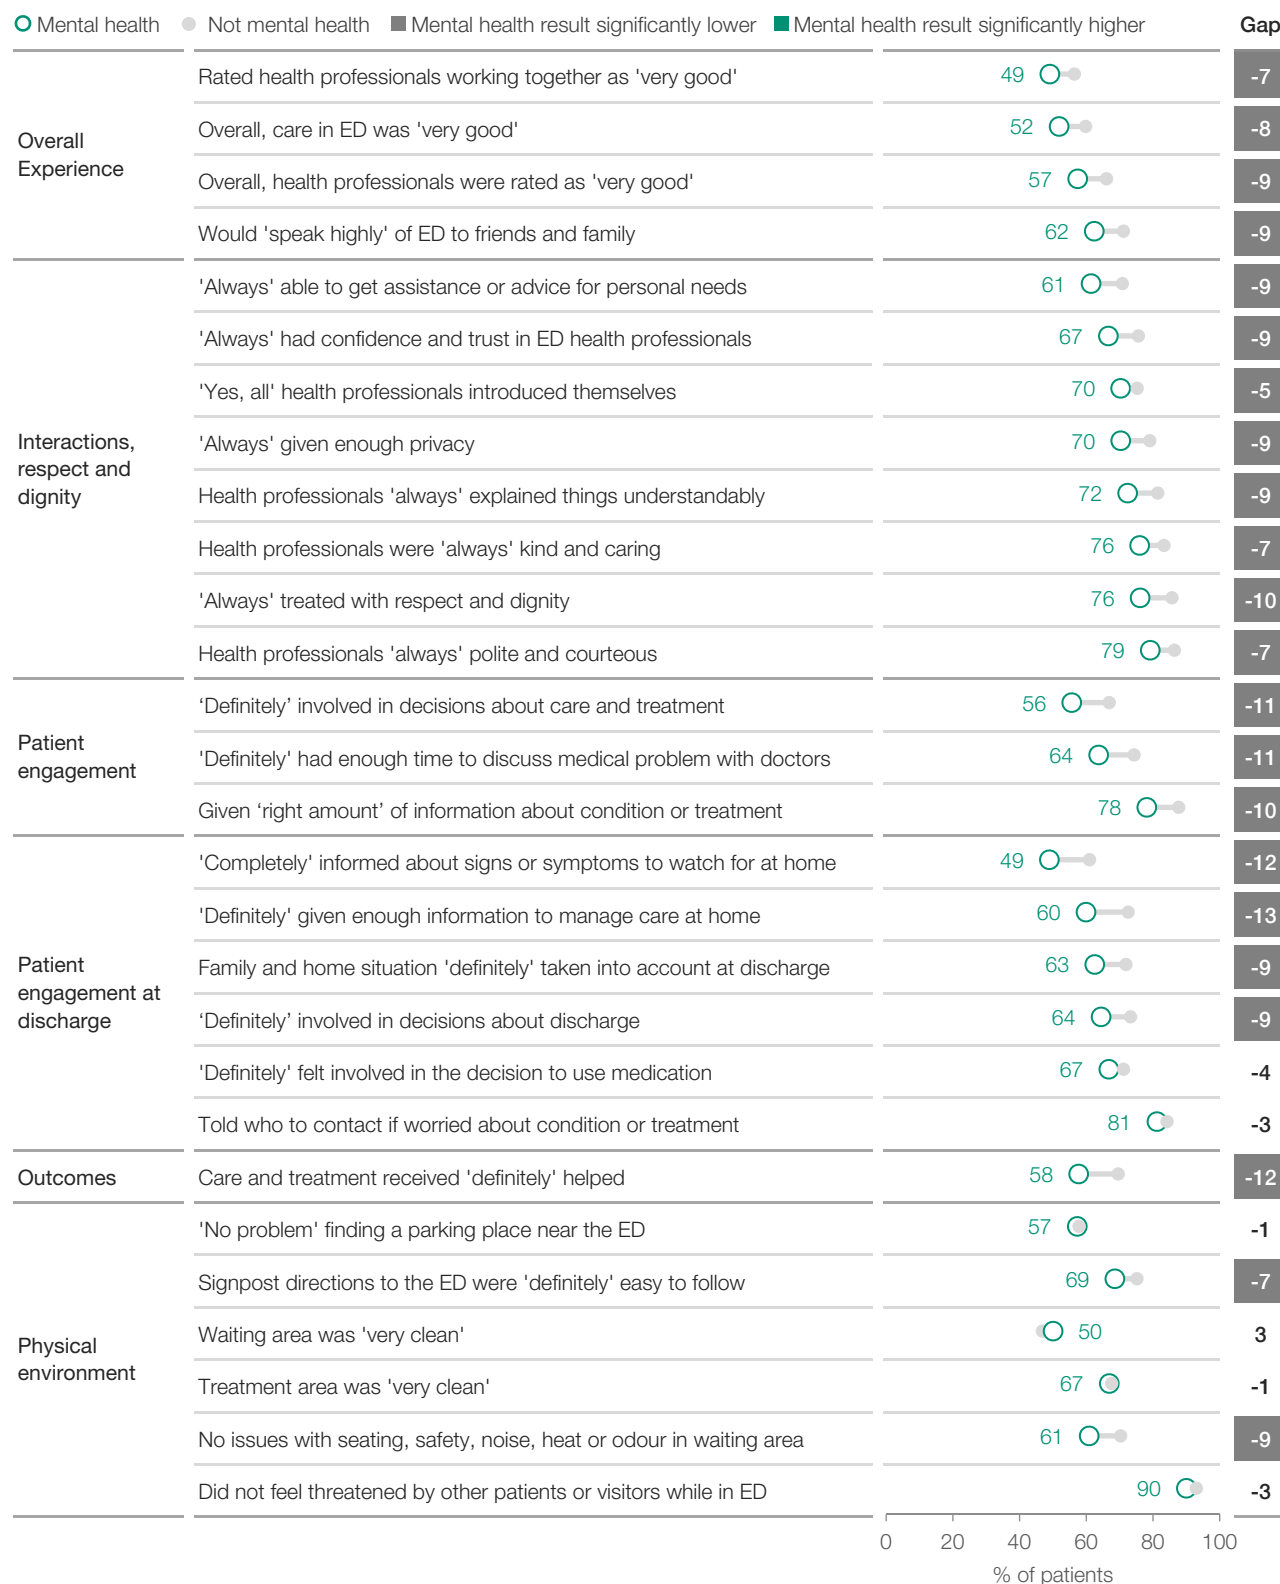 Mental health Not mental health Mental health result significantly lower Mental health result significantly higher Gap
Overall
Experience
Rated health professionals working together as 'very good' 49 -7
Overall, care in ED was 'very good' 52 -8
Overall, health professionals were rated as 'very good' 57 -9
Would 'speak highly' of ED to friends and family 62 -9
Interactions,
respect and
dignity
'Always' able to get assistance or advice for personal needs 61 -9
'Always' had confidence and trust in ED health professionals 67 -9
'Yes, all' health professionals introduced themselves 70 -5
'Always' given enough privacy 70 -9
Health professionals 'always' explained things understandably 72 -9
Health professionals were 'always' kind and caring 76 -7
'Always' treated with respect and dignity 76 -10
Health professionals 'always' polite and courteous 79 -7
Patient
engagement
‘Definitely’ involved in decisions about care and treatment 56 -11
'Definitely' had enough time to discuss medical problem with doctors 64 -11
Given ‘right amount’ of information about condition or treatment 78 -10
Patient
engagement at
discharge
'Completely' informed about signs or symptoms to watch for at home 49 -12
'Definitely' given enough information to manage care at home 60 -13
Family and home situation 'definitely' taken into account at discharge 63 -9
‘Definitely’ involved in decisions about discharge 64 -9
'Definitely' felt involved in the decision to use medication 67 -4
Told who to contact if worried about condition or treatment 81 -3
Outcomes
Care and treatment received 'definitely' helped 58 -12
Physical
environment
'No problem' finding a parking place near the ED 57 -1
Signpost directions to the ED were 'definitely' easy to follow 69 -7
Waiting area was 'very clean' 50 3
Treatment area was 'very clean' 67 -1
No issues with seating, safety, noise, heat or odour in waiting area 61 -9
Did not feel threatened by other patients or visitors while in ED 90 -3
0 20 40 60 80 100
% of patients